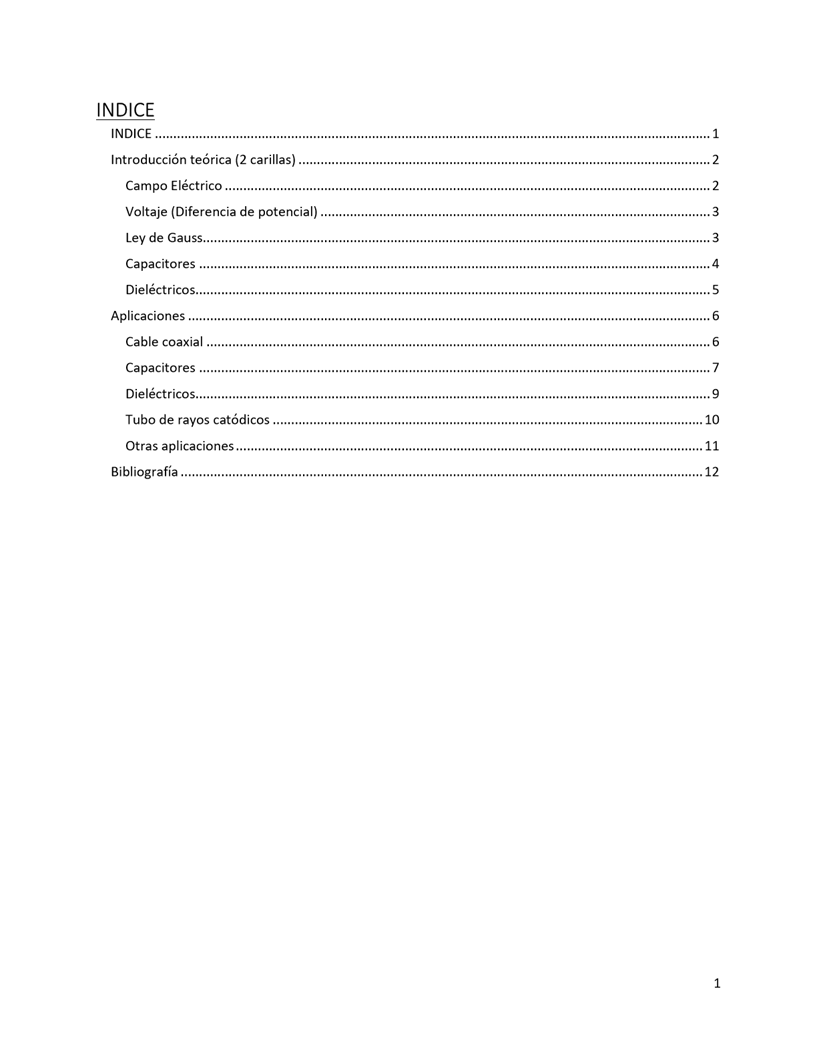 INDICE
INDICE ........ 1
Introducción teórica (2 carillas) ........ 2
Campo Eléctrico ........ 2
Voltaje (Diferencia de potencial) ........ 3
Ley de Gauss........ 3
Capacitores ........ 4
Dieléctricos........ 5
Aplicaciones ........ 6
Cable coaxial ........ 6
Capacitores ........ 7
Dieléctricos........ 9
Tubo de rayos catódicos ........ 10
Otras aplicaciones........ 11
Bibliografía ........ 12
1